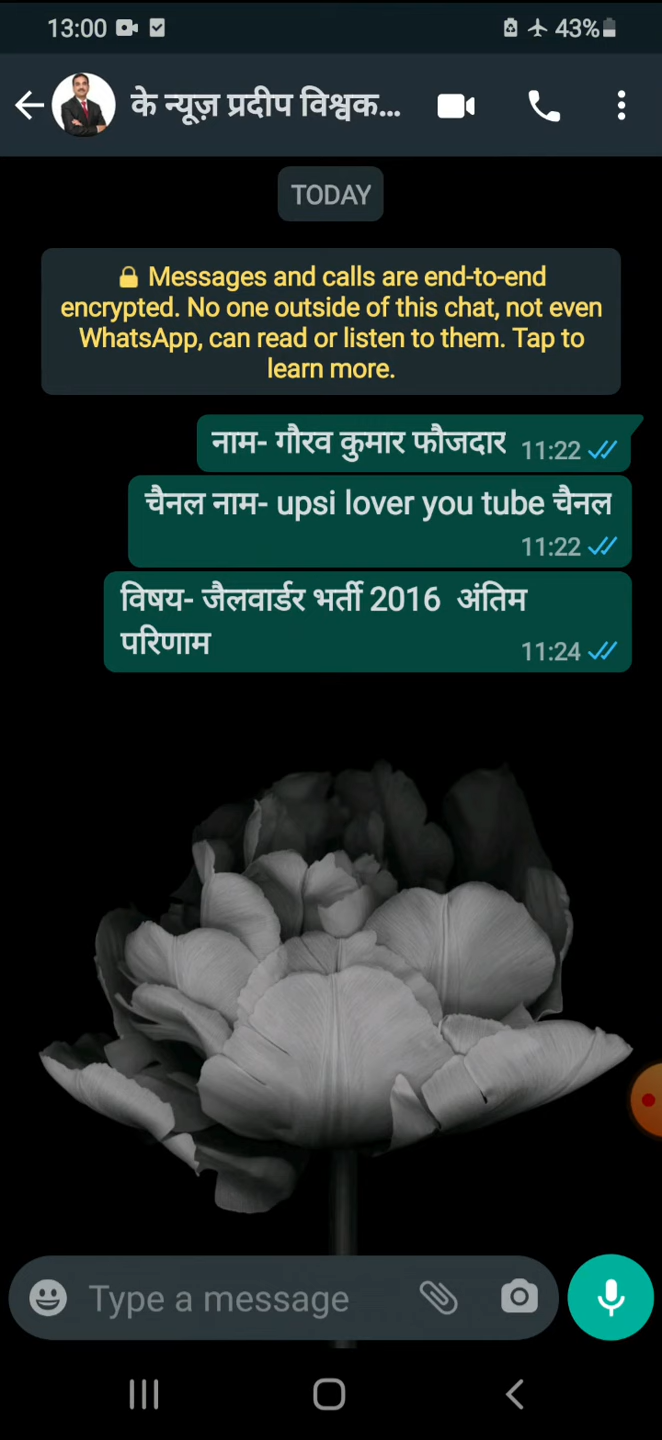 13:00
43%
के न्यूज़ प्रदीप विश्वक...
TODAY
Messages and calls are end-to-end
encrypted. No one outside of this chat, not even
WhatsApp, can read or listen to them. Tap to
learn more.
नाम- गौरव कुमार फौजदार 11:22
चैनल नाम- upsi lover you tube चैनल
11:22
विषय- जैलवार्डर भर्ती 2016 अंतिम
परिणाम 11:24
Type a message